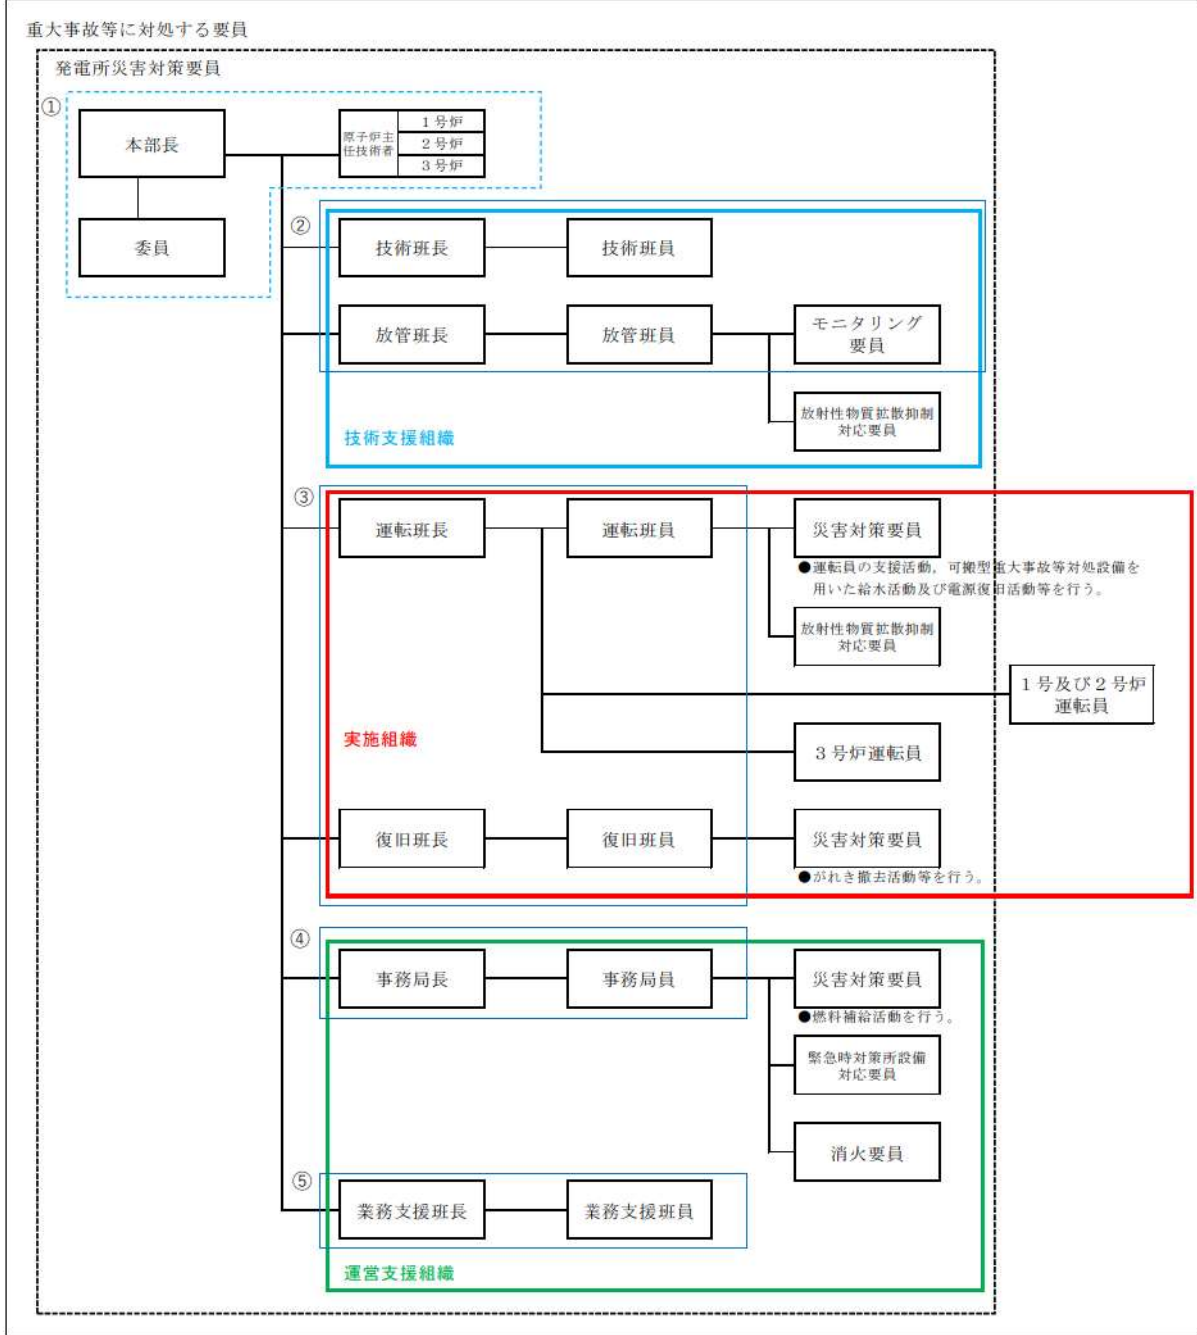 重大事故等に対処する要員
発電所災害対策要員
①
本部長
原子炉主
任技術者
1号炉
2号炉
3号炉
委員
②
技術班長
技術班員
放管班長
放管班員
モニタリング
要員
放射性物質拡散抑制
対応要員
技術支援組織
③
運転班長
運転班員
災害対策要員
●運転員の支援活動，可搬型重大事故等対処設備を
用いた給水活動及び電源復旧活動等を行う。
放射性物質拡散抑制
対応要員
1号及び2号炉
運転員
実施組織
3号炉運転員
復旧班長
復旧班員
災害対策要員
●がれき撤去活動等を行う。
④
事務局長
事務局員
災害対策要員
●燃料補給活動を行う。
緊急時対策所設備
対応要員
消火要員
⑤
業務支援班長
業務支援班員
運営支援組織